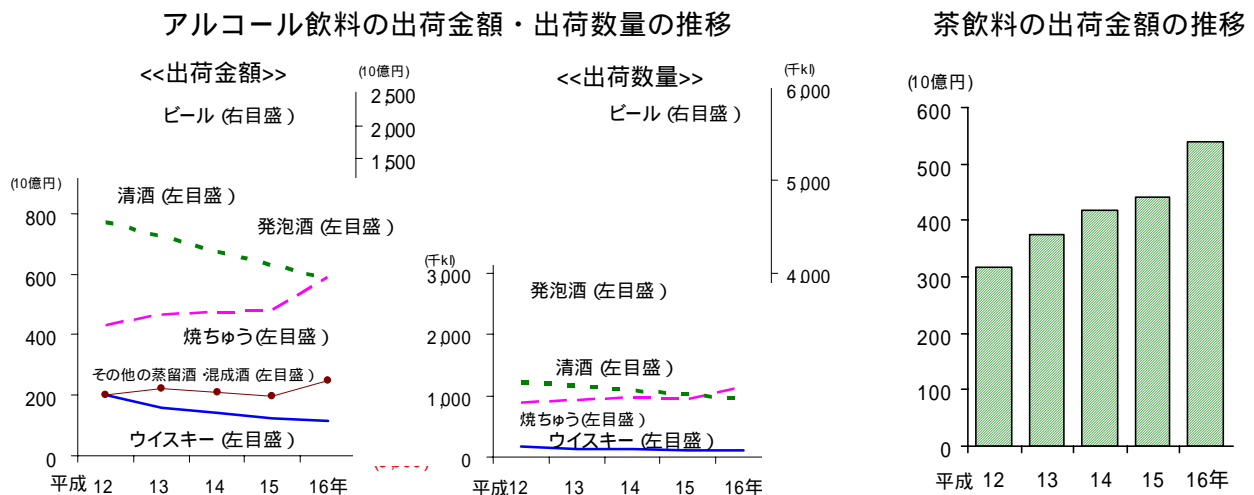 アルコール飲料の出荷金額・出荷数量の推移
茶飲料の出荷金額の推移
<<出荷金額>>
(10億円)
2,500
2,000
1,500
ビール (右目盛 )
(10億円)
800
600
400
200
0
清酒 (左目盛 )
発泡酒 (左目盛 )
焼ちゅう (左目盛 )
その他の蒸留酒・混成酒 (左目盛 )
ウイスキー (左目盛 )
平成 12 13 14 15 16年
<<出荷数量>>
(千kl)
6,000
5,000
4,000
ビール (右目盛 )
(千kl)
3,000
2,000
1,000
0
発泡酒 (左目盛 )
清酒 (左目盛 )
焼ちゅう (左目盛 )
ウイスキー (左目盛 )
平成12 13 14 15 16年
(10億円)
600
500
400
300
200
100
0
平成 12 13 14 15 16年